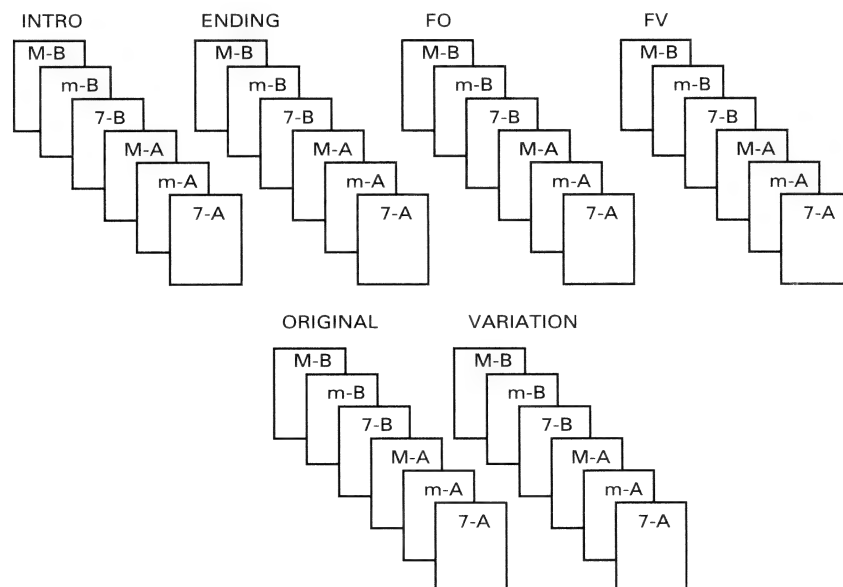 INTRO ENDING FO FV
M-B M-B M-B M-B
m-B m-B m-B m-B
7-B 7-B 7-B 7-B
M-A M-A M-A M-A
m-A m-A m-A m-A
7-A 7-A 7-A 7-A
ORIGINAL VARIATION
M-B M-B
m-B m-B
7-B 7-B
M-A M-A
m-A m-A
7-A 7-A